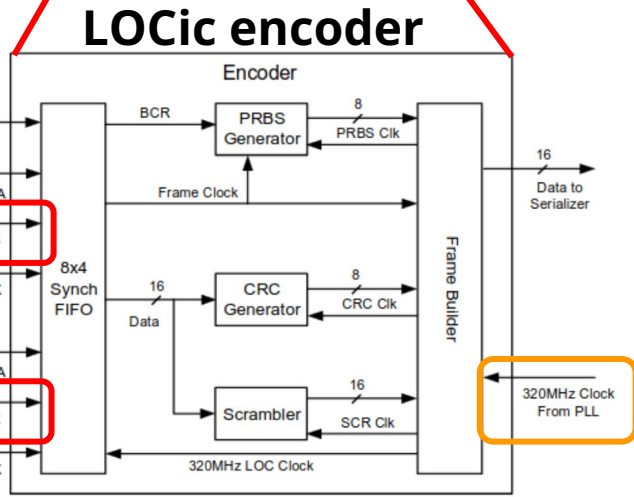 LOCic encoder
Encoder
BCR
PRBS
Generator
8
PRBS Clk
16
Data to
Serializer
A
Frame Clock
8x4
Synch
FIFO
16
Data
CRC
Generator
8
CRC Clk
Frame Builder
A
320MHz Clock
From PLL
Scrambler
16
SCR Clk
320MHz LOC Clock